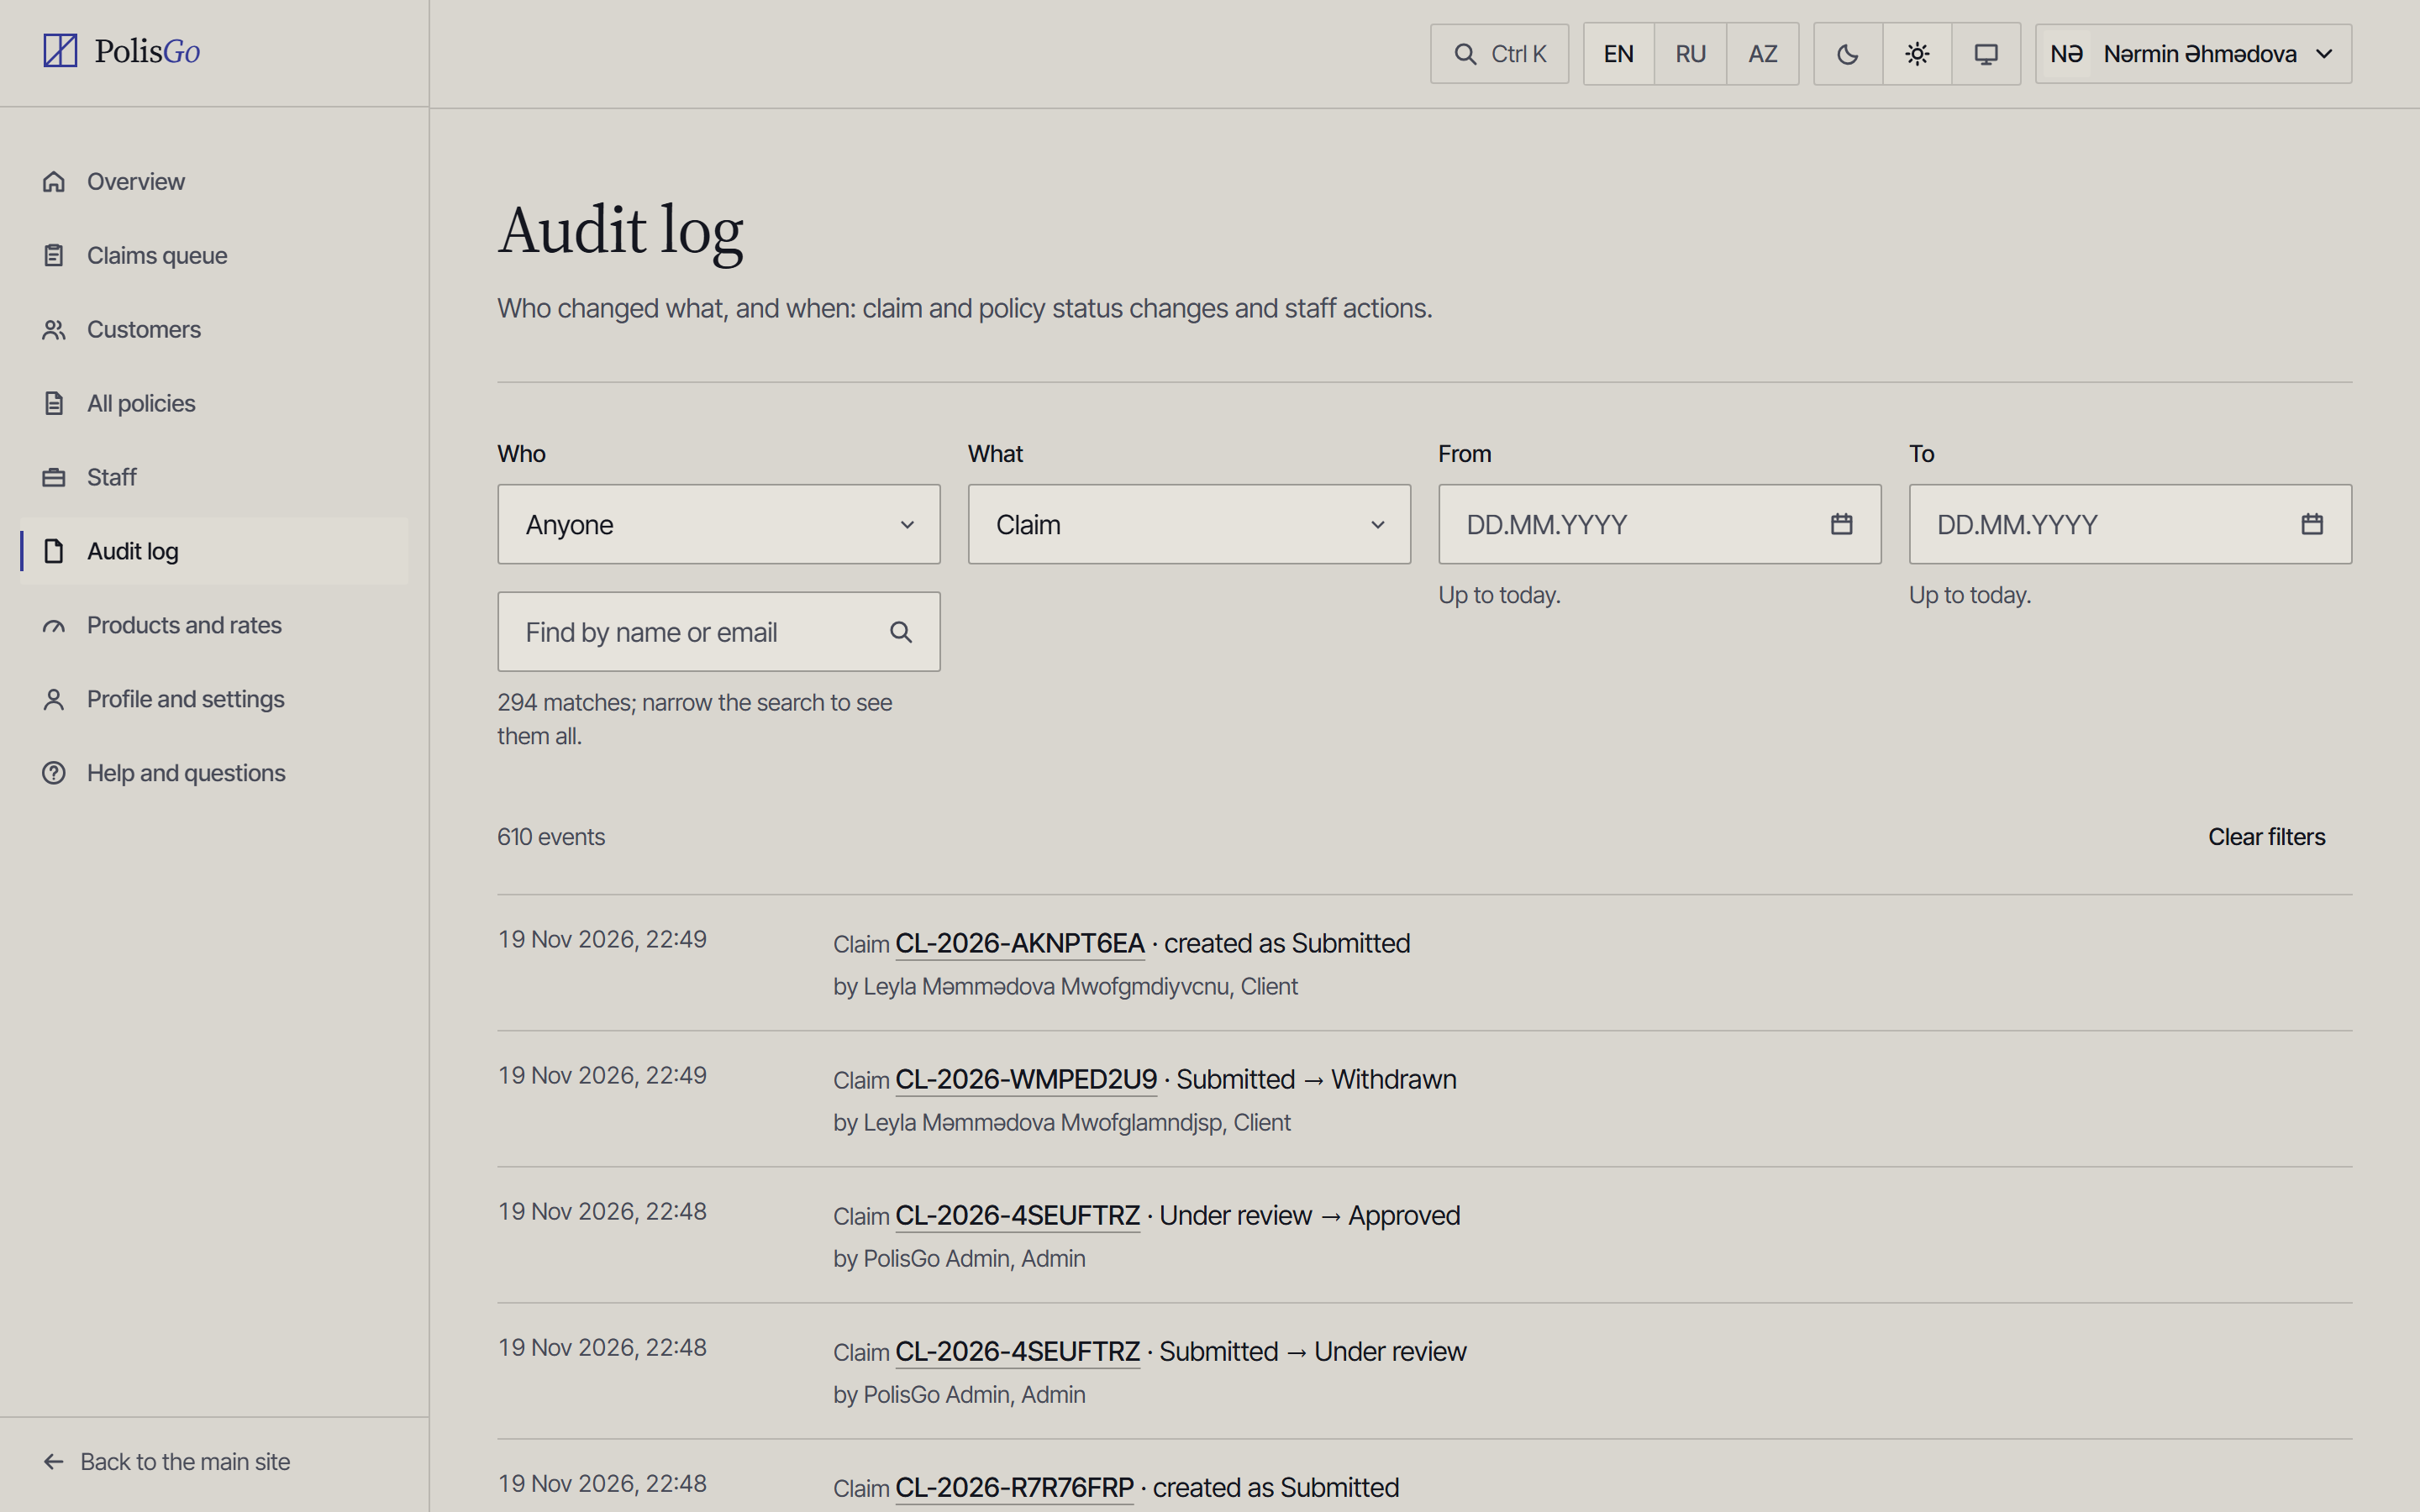 PolisGo
Ctrl K
EN RU AZ
NƏ Nərmin Əhmədova
Overview
Claims queue
Customers
All policies
Staff
Audit log
Products and rates
Profile and settings
Help and questions
Back to the main site
Audit log
Who changed what, and when: claim and policy status changes and staff actions.
Who
Anyone
Find by name or email
294 matches; narrow the search to see
them all.
What
Claim
From
DD.MM.YYYY
Up to today.
To
DD.MM.YYYY
Up to today.
610 events
Clear filters
19 Nov 2026, 22:49
Claim CL-2026-AKNPT6EA · created as Submitted
by Leyla Məmmədova Mwofgmdiyvcnu, Client
19 Nov 2026, 22:49
Claim CL-2026-WMPED2U9 · Submitted → Withdrawn
by Leyla Məmmədova Mwofglamndjsp, Client
19 Nov 2026, 22:48
Claim CL-2026-4SEUFTRZ · Under review → Approved
by PolisGo Admin, Admin
19 Nov 2026, 22:48
Claim CL-2026-4SEUFTRZ · Submitted → Under review
by PolisGo Admin, Admin
19 Nov 2026, 22:48
Claim CL-2026-R7R76FRP · created as Submitted